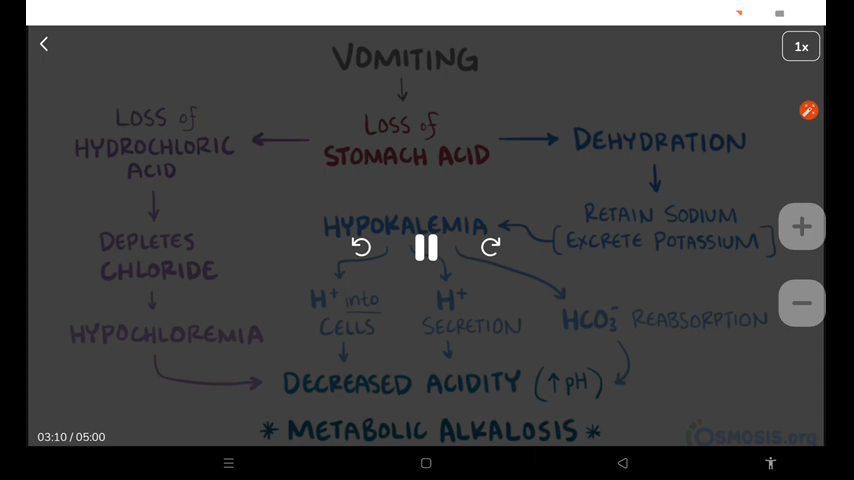 1x
VOMITING
LOSS of
HYDROCHLORIC
ACID
LOSS of
STOMACH ACID
DEHYDRATION
RETAIN SODIUM
(EXCRETE POTASSIUM)
HYPOKALEMIA
DEPLETES
CHLORIDE
H+ into
CELLS
H+
SECRETION
HCO3- REABSORPTION
HYPOCHLOREMIA
DECREASED ACIDITY (↑ pH)
* METABOLIC ALKALOSIS *
03:10 / 05:00
OSMOSIS.org